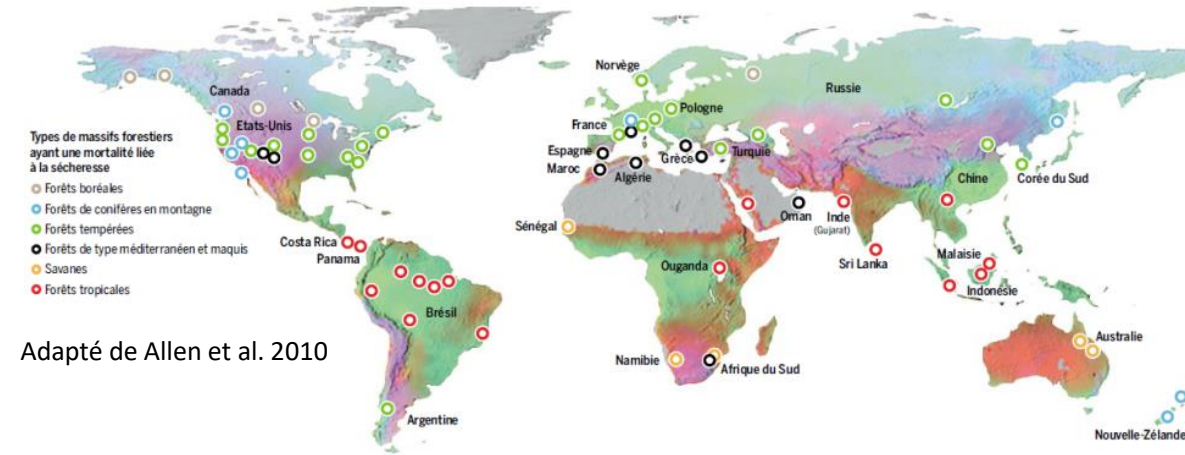 Norvège
Russie
Canada
Pologne
Etats-Unis
France
Types de massifs forestiers
ayant une mortalité liée
à la sécheresse
Espagne
Grèce
Turquie
Maroc
Algérie
Chine
Corée du Sud
Forêts boréales
Forêts de conifères en montagne
Forêts tempérées
Forêts de type méditerranéen et maquis
Savanes
Forêts tropicales
Oman
Inde
(Gujarat)
Sénégal
Costa Rica
Panama
Sri Lanka
Malaisie
Ouganda
Indonésie
Brésil
Adapté de Allen et al. 2010
Australie
Namibie
Afrique du Sud
Argentine
Nouvelle-Zélande